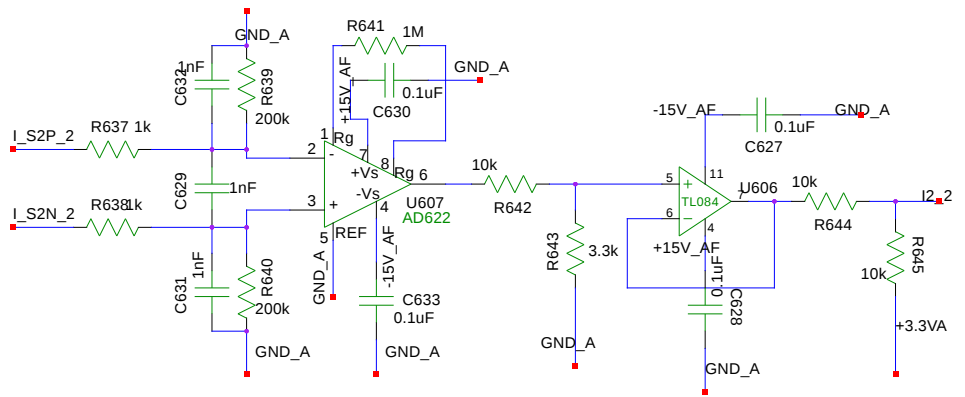 GND_A
R641
1M
1nF
C632
R639
200k
+15V_AF
GND_A
0.1uF
C630
-15V_AF
GND_A
0.1uF
C627
I_S2P_2
R637 1k
1
Rg
2
-
7
+Vs
8
Rg
6
-Vs
U607
AD622
3
+
4
5
REF
C629
1nF
10k
R642
5
+
11
TL084
7
U606
6
-
4
+15V_AF
10k
R644
I2_2
I_S2N_2
R638
1k
R643
3.3k
R645
10k
1nF
C631
R640
200k
GND_A
-15V_AF
C633
0.1uF
0.1uF
C628
+3.3VA
GND_A
GND_A
GND_A
GND_A